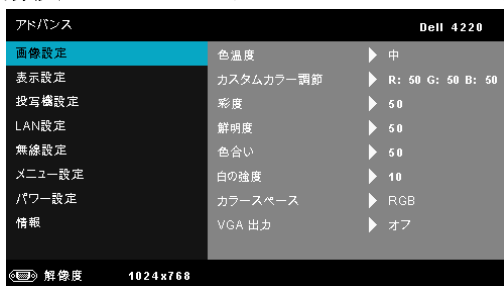 アドバンス Dell 4220
画像設定 色温度 中
表示設定 カスタムカラー調節 R: 50 G: 50 B: 50
投写機設定 彩度 50
LAN設定 鮮明度 50
無線設定 色合い 50
メニュー設定 白の強度 10
パワー設定 カラースペース RGB
情報 VGA 出力 オフ
解像度 1024x768